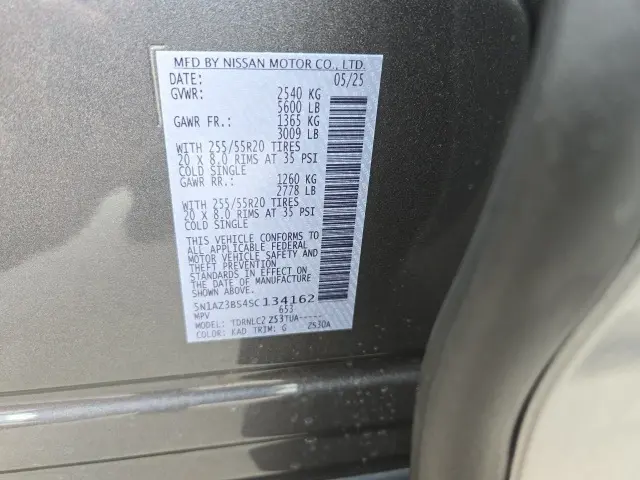 MFD BY NISSAN MOTOR CO., LTD.
DATE: 05/25
GVWR: 2540 KG
5600 LB
GAWR FR.: 1365 KG
3009 LB
WITH 255/55R20 TIRES
20 X 8.0 RIMS AT 35 PSI
COLD SINGLE
GAWR RR.: 1260 KG
2778 LB
WITH 255/55R20 TIRES
20 X 8.0 RIMS AT 35 PSI
COLD SINGLE
THIS VEHICLE CONFORMS TO
ALL APPLICABLE FEDERAL
MOTOR VEHICLE SAFETY AND
THEFT PREVENTION
STANDARDS IN EFFECT ON
THE DATE OF MANUFACTURE
SHOWN ABOVE.
5N1AZ3BS4SC134162
MPV 653
MODEL: TDRNLC2 Z53TUA-----
COLOR: KAD TRIM: G ZS30A